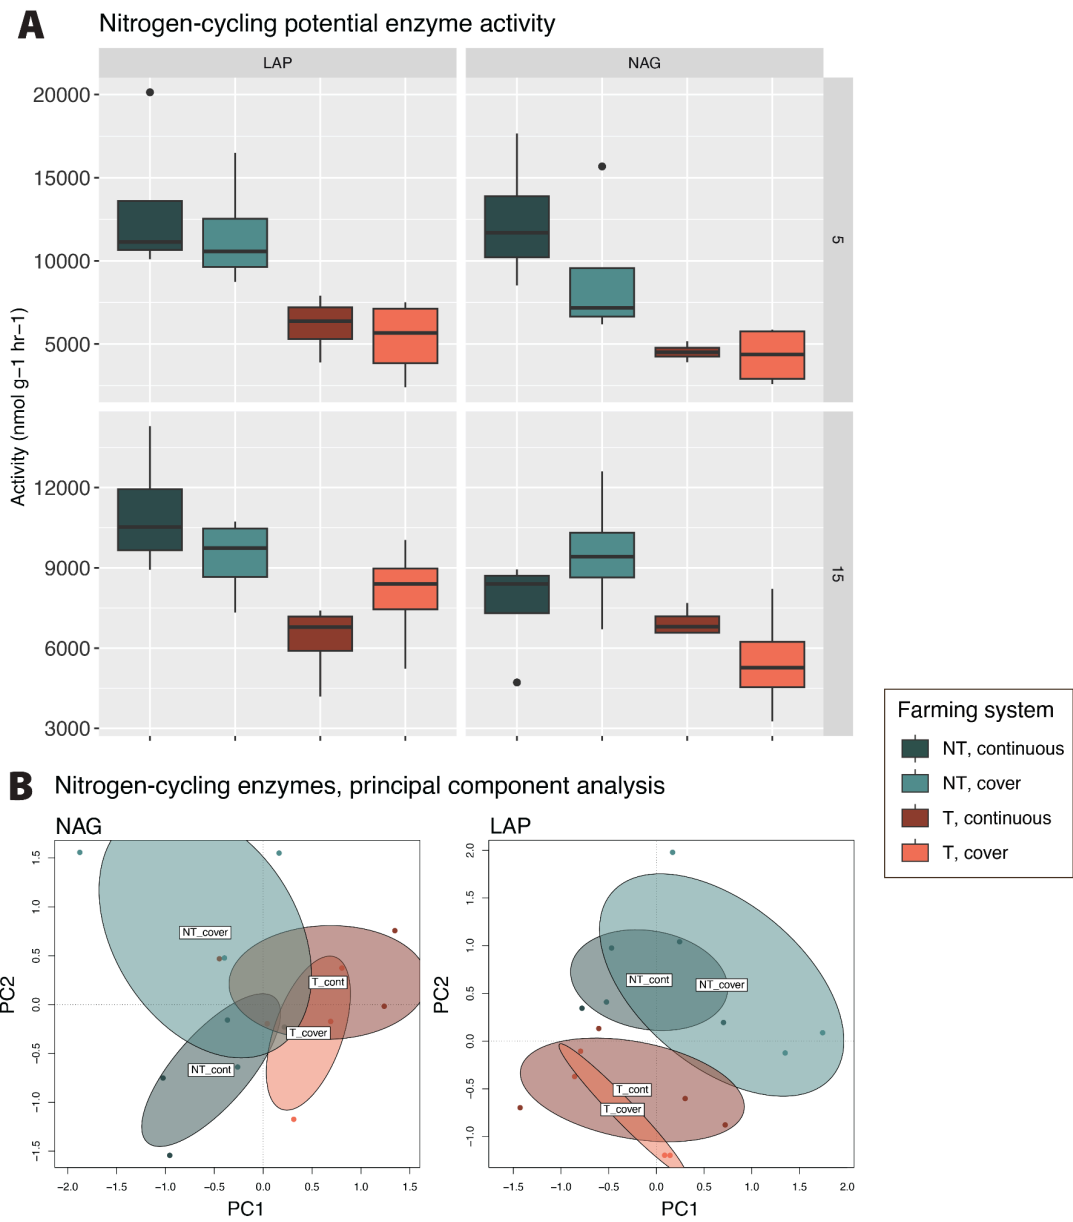 A Nitrogen-cycling potential enzyme activity
LAP NAG
20000
15000
10000
5000
5
Activity (nmol g−1 hr−1)
12000
9000
6000
3000
15
Farming system
NT, continuous
NT, cover
T, continuous
T, cover
B Nitrogen-cycling enzymes, principal component analysis
NAG
1.5
1.0
0.5
0.0
−0.5
−1.0
−1.5
PC2
NT_cover
T_cont
T_cover
NT_cont
−2.0 −1.5 −1.0 −0.5 0.0 0.5 1.0 1.5
PC1
LAP
2.0
1.5
1.0
0.5
0.0
−0.5
−1.0
PC2
NT_cont
NT_cover
T_cont
T_cover
−1.5 −1.0 −0.5 0.0 0.5 1.0 1.5 2.0
PC1